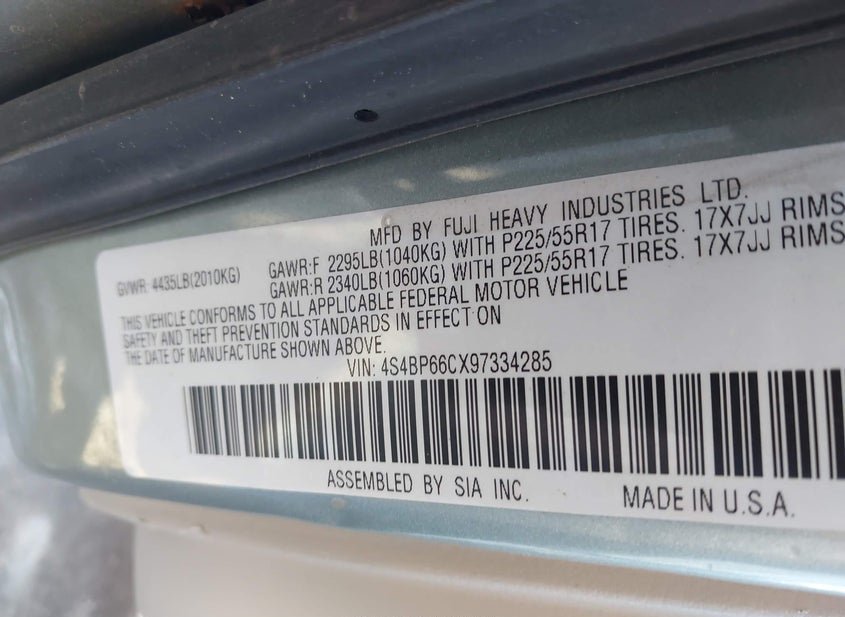 MFD BY FUJI HEAVY INDUSTRIES LTD.
GVWR: 4435LB(2010KG)
GAWR:F 2295LB(1040KG) WITH P225/55R17 TIRES. 17X7JJ RIMS
GAWR:R 2340LB(1060KG) WITH P225/55R17 TIRES. 17X7JJ RIMS
THIS VEHICLE CONFORMS TO ALL APPLICABLE FEDERAL MOTOR VEHICLE
SAFETY AND THEFT PREVENTION STANDARDS IN EFFECT ON
THE DATE OF MANUFACTURE SHOWN ABOVE.
VIN: 4S4BP66CX97334285
ASSEMBLED BY SIA INC.
MADE IN U.S.A.